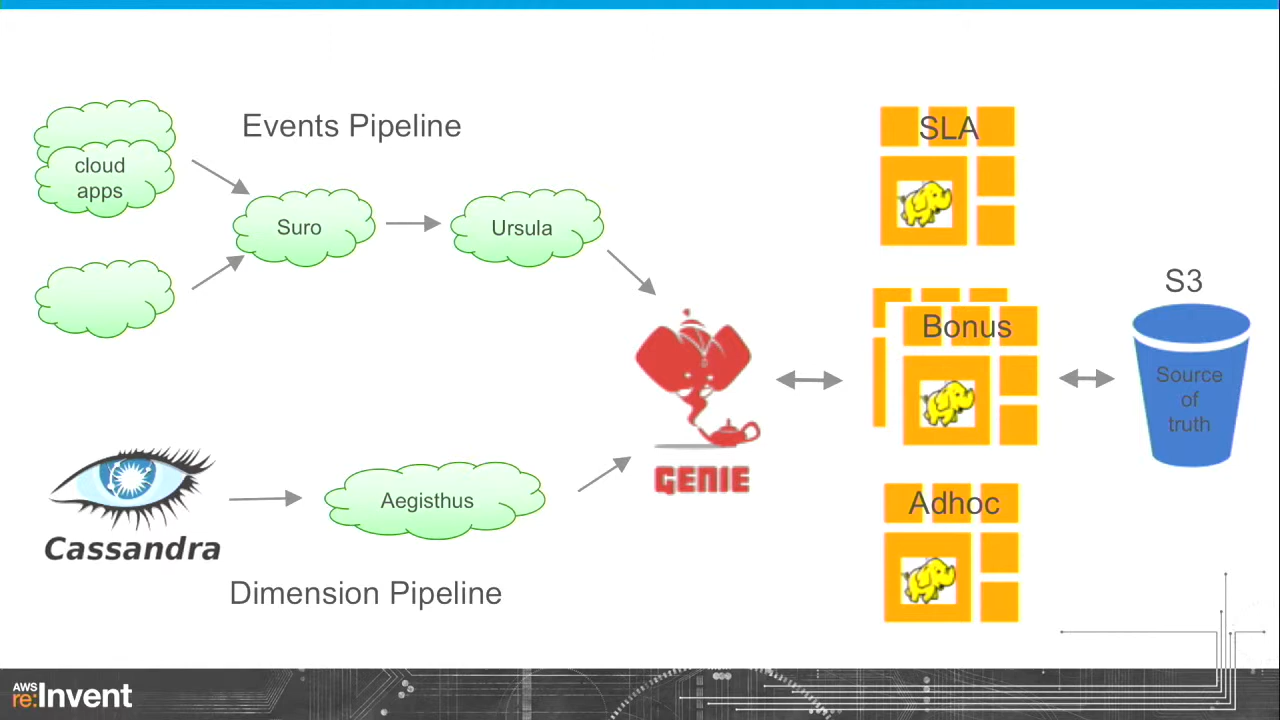 Events Pipeline
cloud
apps
Suro
Ursula
SLA
S3
Bonus
Source
of
truth
GENIE
Cassandra
Aegisthus
Adhoc
Dimension Pipeline
AWS
re:Invent